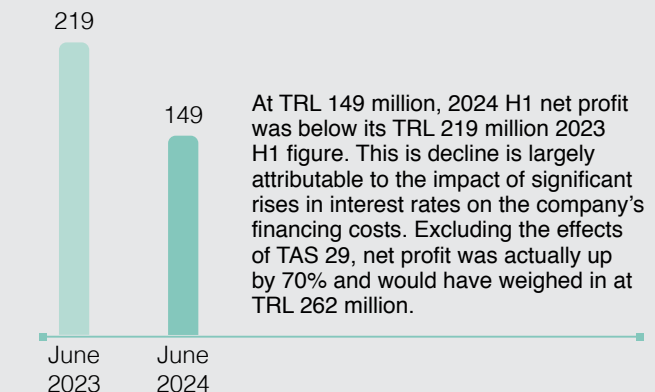 219
149
At TRL 149 million, 2024 H1 net profit
was below its TRL 219 million 2023
H1 figure. This is decline is largely
attributable to the impact of significant
rises in interest rates on the company’s
financing costs. Excluding the effects
of TAS 29, net profit was actually up
by 70% and would have weighed in at
TRL 262 million.
June
2023
June
2024